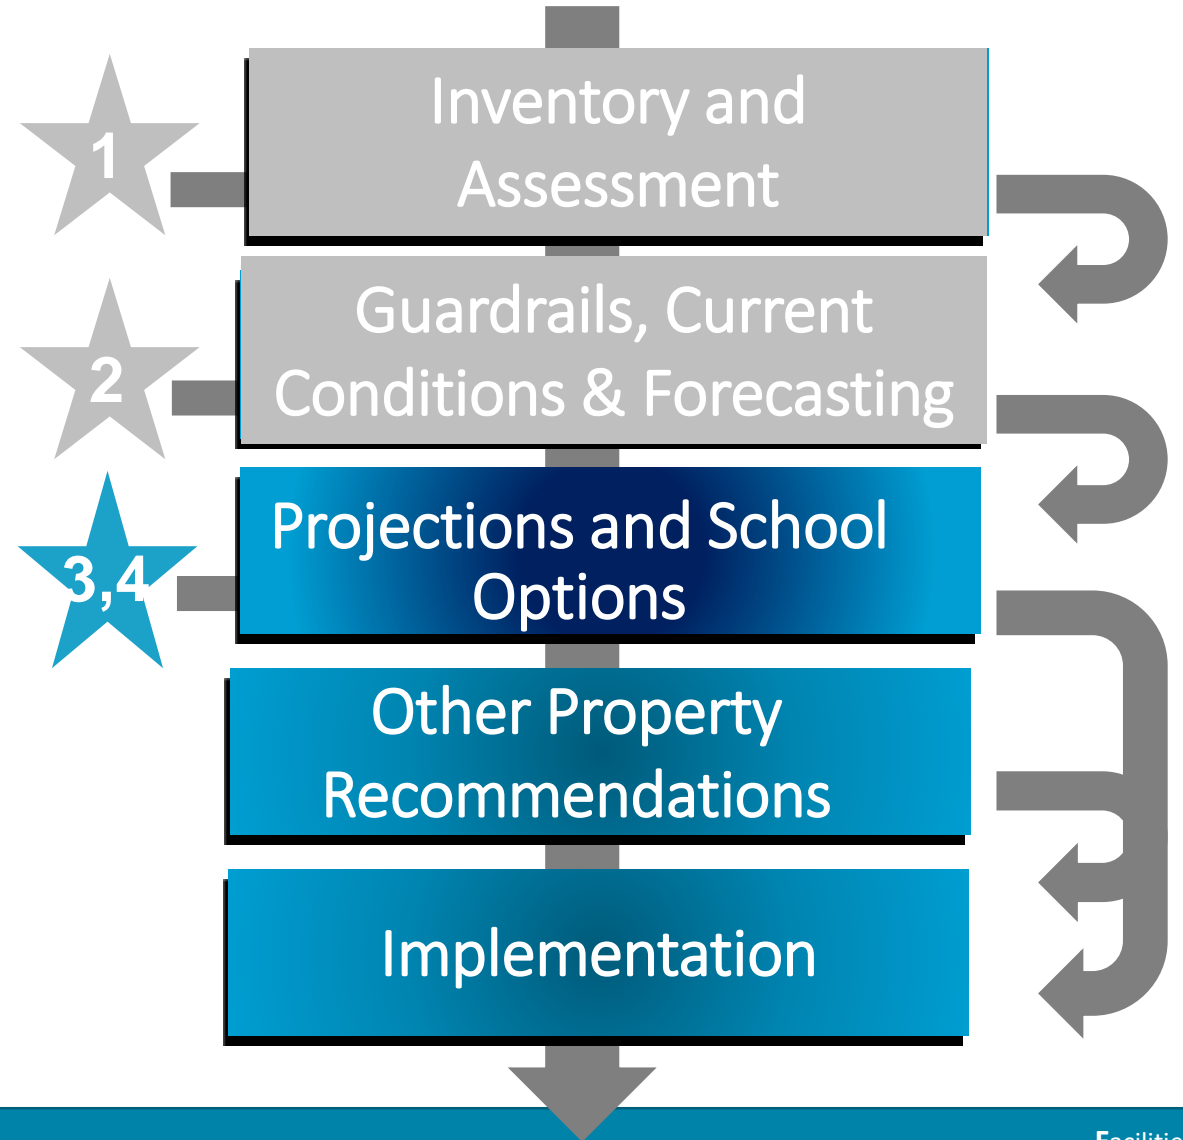 Inventory and
Assessment
1
Guardrails, Current
Conditions & Forecasting
2
Projections and School
Options
3,4
Other Property
Recommendations
Implementation